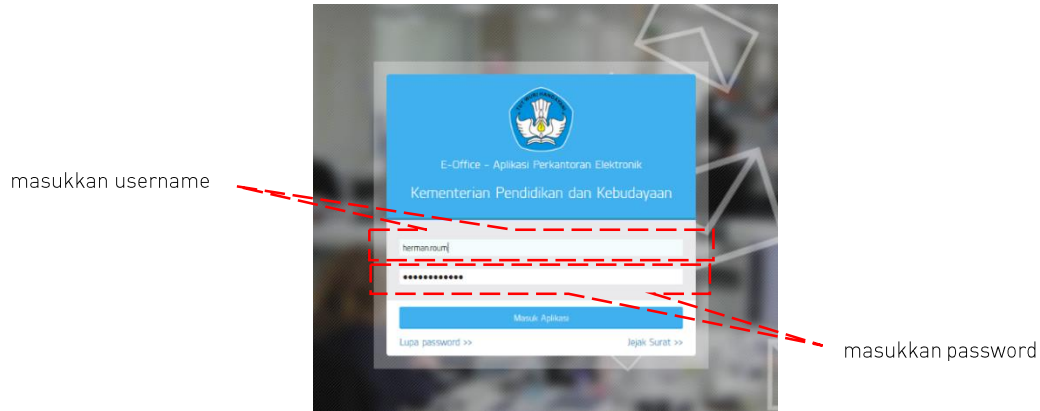 E-Office - Aplikasi Perkantoran Elektronik
Kementerian Pendidikan dan Kebudayaan
masukkan username
herman.roum
●●●●●●●●●●●●
Masuk Aplikasi
Lupa password >>
Jejak Surat >>
masukkan password